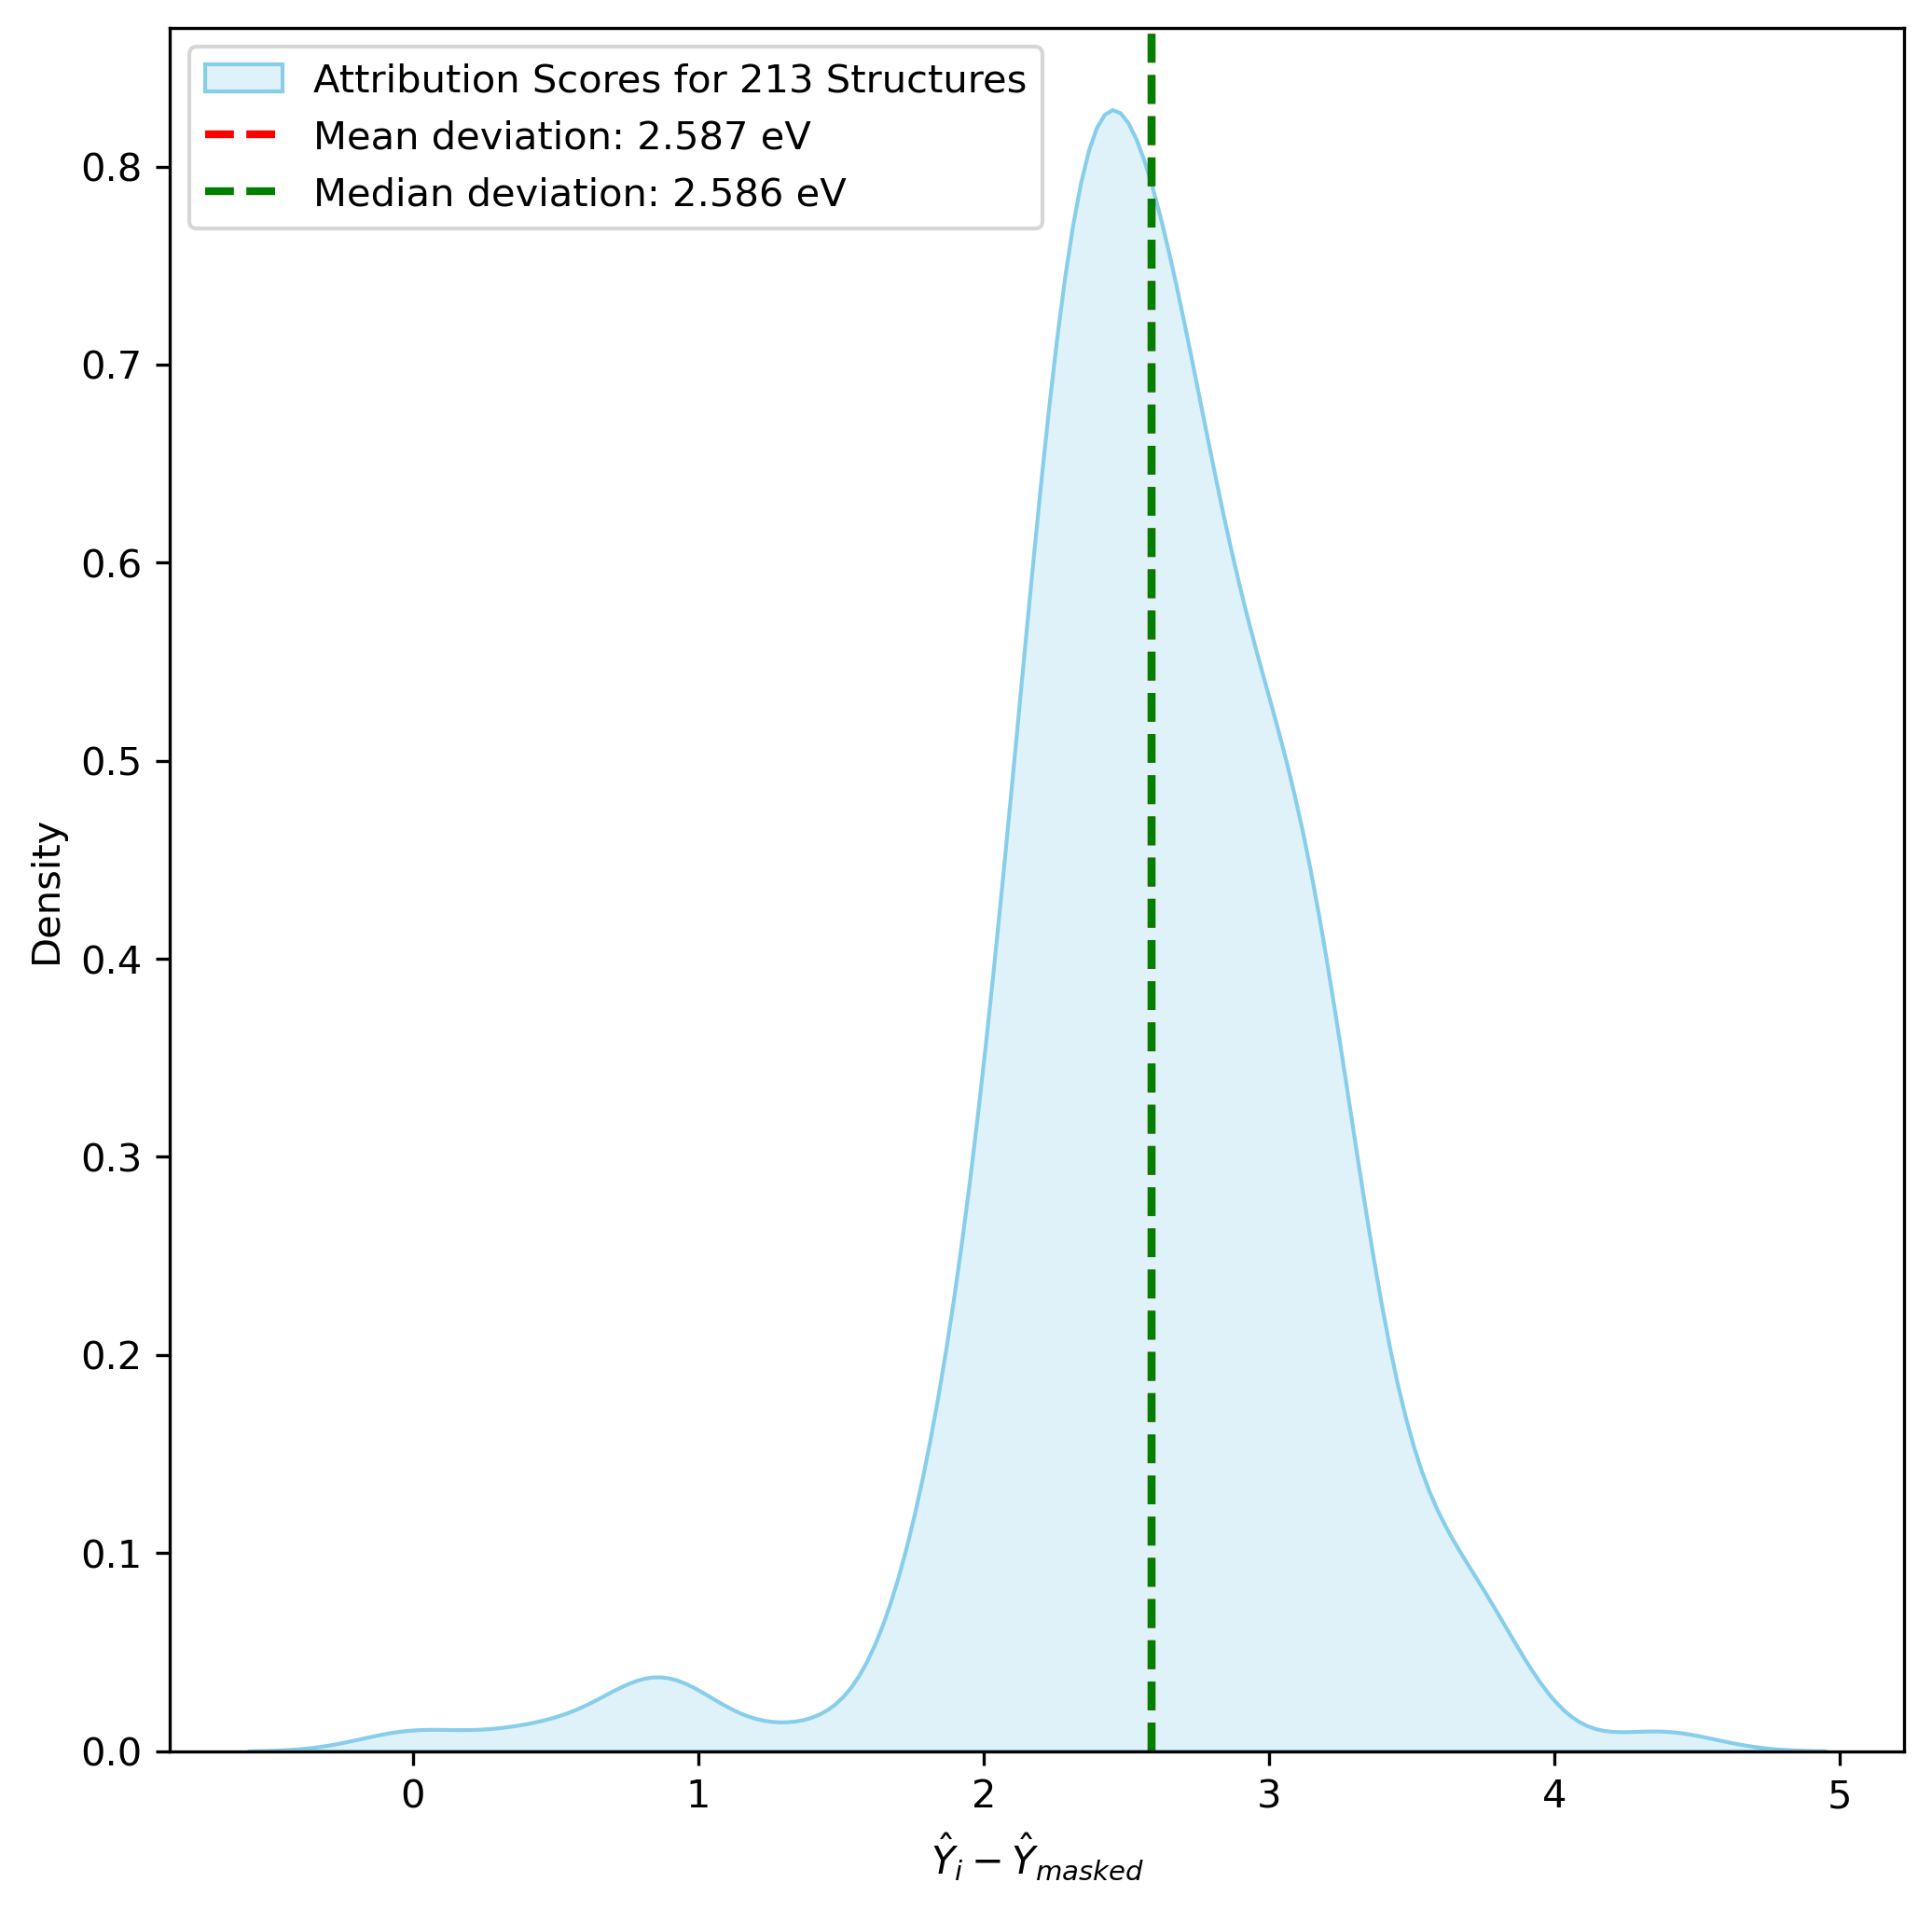 Attribution Scores for 213 Structures
Mean deviation: 2.587 eV
Median deviation: 2.586 eV
Density
0.8
0.7
0.6
0.5
0.4
0.3
0.2
0.1
0.0
0 1 2 3 4 5
Ŷ_i − Ŷ_masked